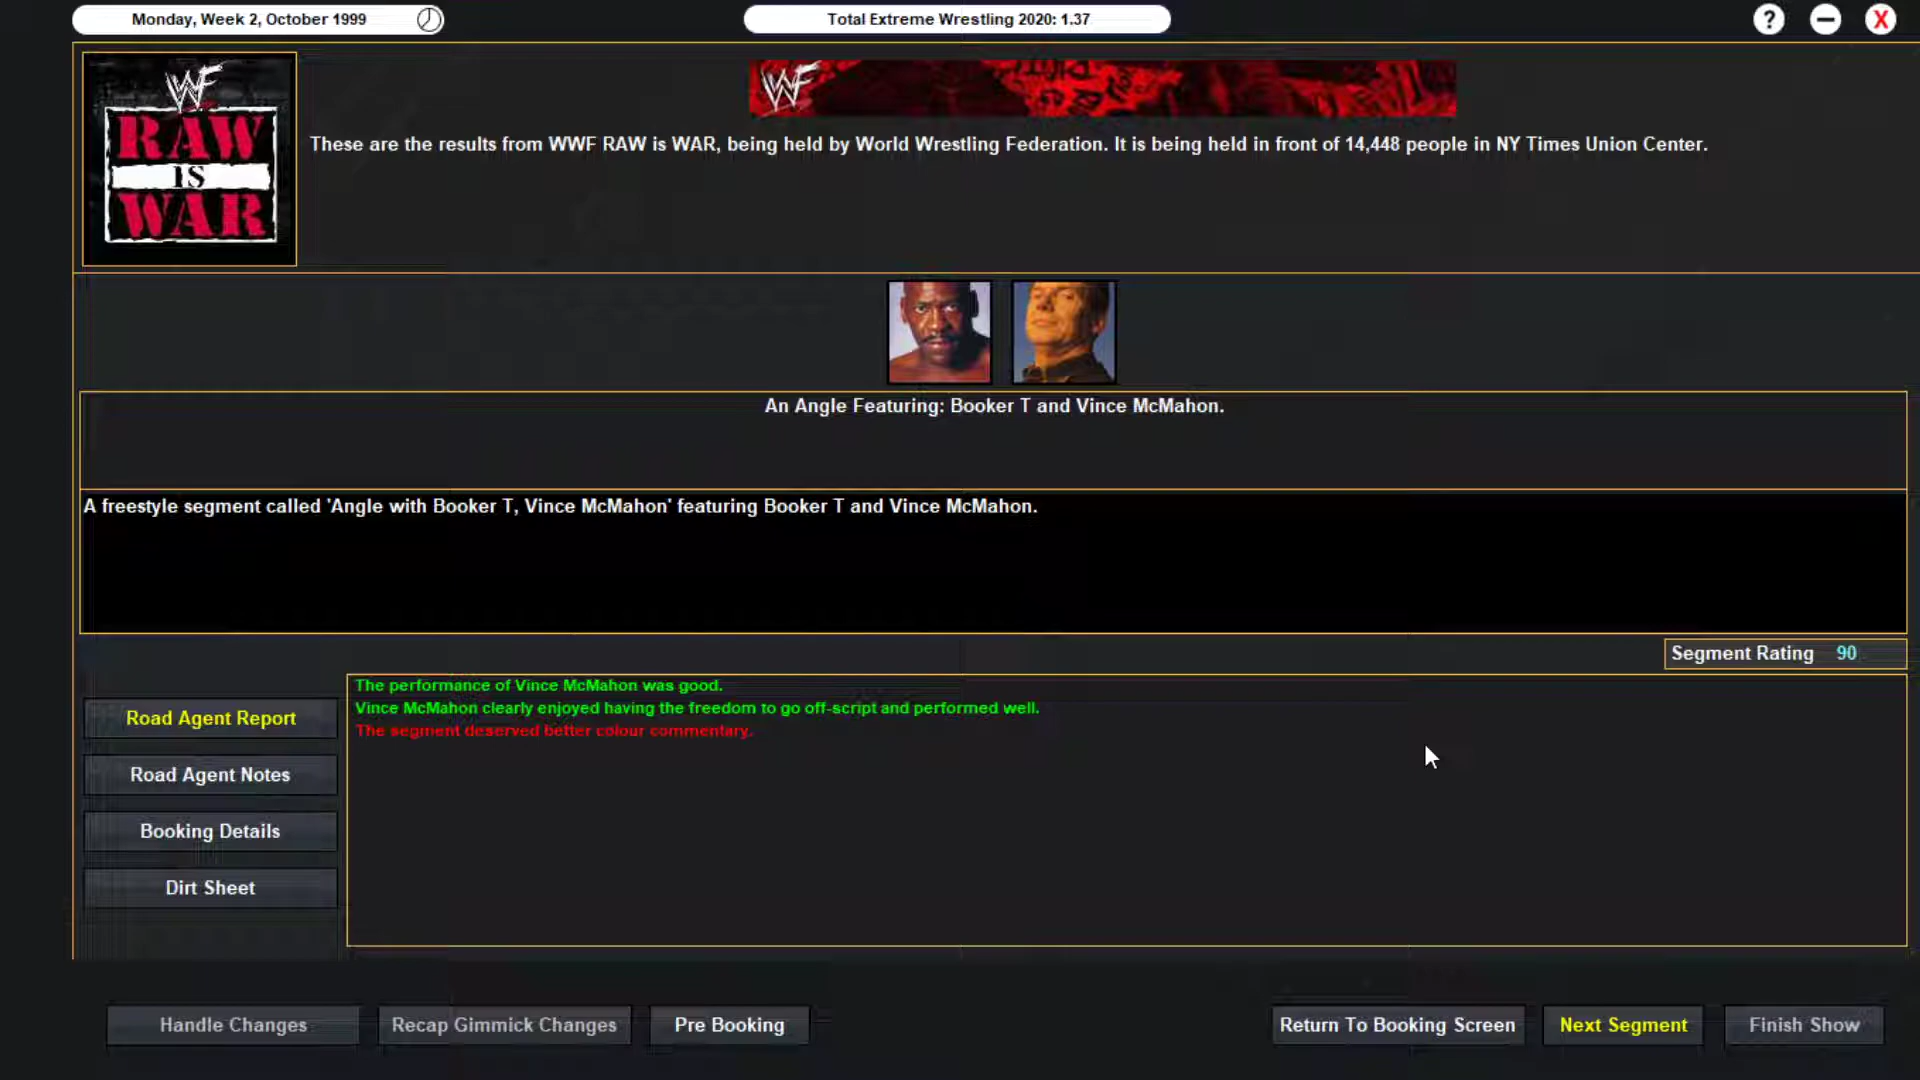 Monday, Week 2, October 1999
Total Extreme Wrestling 2020: 1.37
?
X
WF
RAW
IS
WAR
WF
These are the results from WWF RAW is WAR, being held by World Wrestling Federation. It is being held in front of 14,448 people in NY Times Union Center.
An Angle Featuring: Booker T and Vince McMahon.
A freestyle segment called 'Angle with Booker T, Vince McMahon' featuring Booker T and Vince McMahon.
Segment Rating 90
The performance of Vince McMahon was good.
Vince McMahon clearly enjoyed having the freedom to go off-script and performed well.
The segment deserved better colour commentary.
Road Agent Report
Road Agent Notes
Booking Details
Dirt Sheet
Handle Changes
Recap Gimmick Changes
Pre Booking
Return To Booking Screen
Next Segment
Finish Show